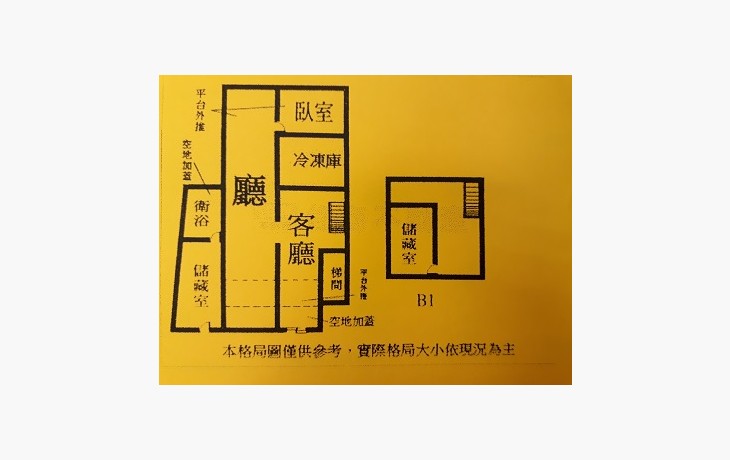 平台外推
空地加蓋
臥室
冷凍庫
廳
衛浴
客廳
儲藏室
梯間
平台外推
空地加蓋
儲藏室
B1
本格局圖僅供參考，實際格局大小依現況為主